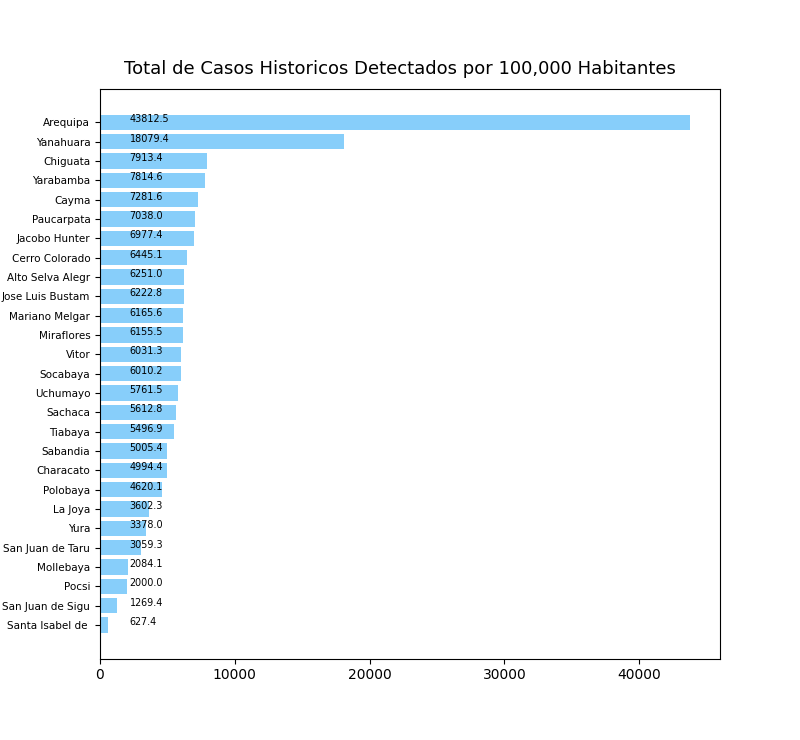 Total de Casos Historicos Detectados por 100,000 Habitantes
Arequipa 43812.5
Yanahuara 18079.4
Chiguata 7913.4
Yarabamba 7814.6
Cayma 7281.6
Paucarpata 7038.0
Jacobo Hunter 6977.4
Cerro Colorado 6445.1
Alto Selva Alegr 6251.0
Jose Luis Bustam 6222.8
Mariano Melgar 6165.6
Miraflores 6155.5
Vitor 6031.3
Socabaya 6010.2
Uchumayo 5761.5
Sachaca 5612.8
Tiabaya 5496.9
Sabandia 5005.4
Characato 4994.4
Polobaya 4620.1
La Joya 3602.3
Yura 3378.0
San Juan de Taru 3059.3
Mollebaya 2084.1
Pocsi 2000.0
San Juan de Sigu 1269.4
Santa Isabel de 627.4
0 10000 20000 30000 40000